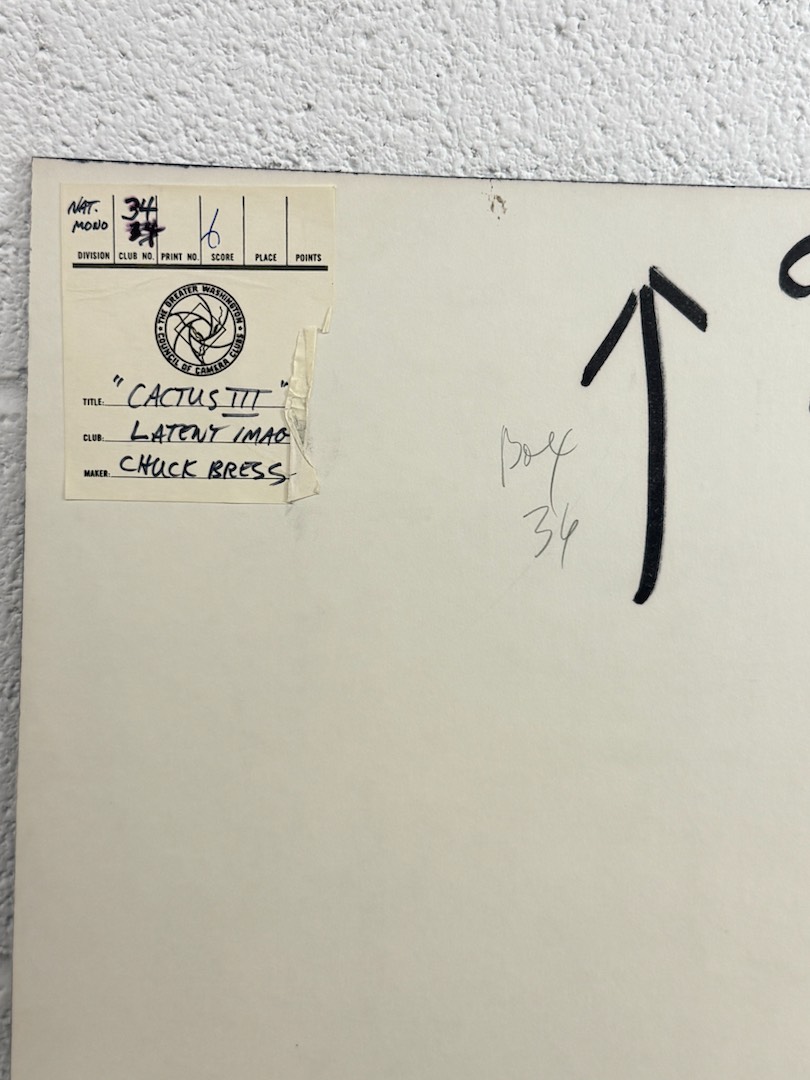 NAT. MONO
34
6
DIVISION CLUB NO. PRINT NO. SCORE PLACE POINTS
THE GREATER WASHINGTON
COUNCIL OF CAMERA CLUBS
TITLE: "CACTUS III"
CLUB: LATENT IMAG
MAKER: CHUCK BRESS
Box
34